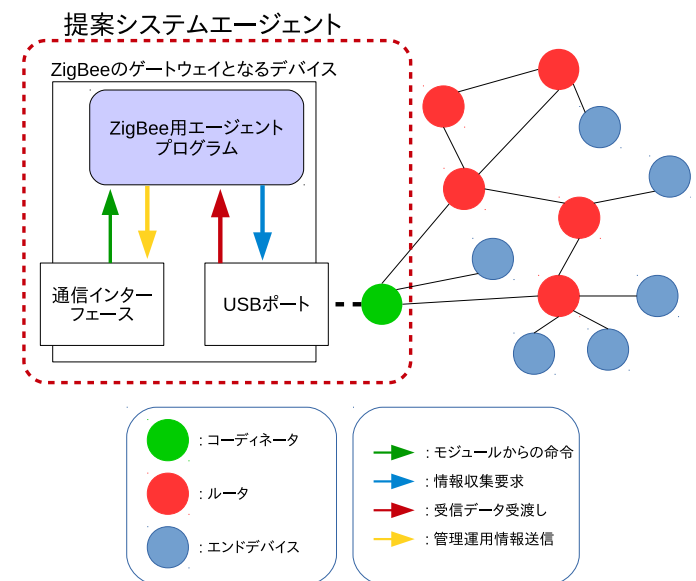 提案システムエージェント
ZigBeeのゲートウェイとなるデバイス
ZigBee用エージェント
プログラム
通信インター
フェース
USBポート
: コーディネータ
: ルータ
: エンドデバイス
: モジュールからの命令
: 情報収集要求
: 受信データ受渡し
: 管理運用情報送信